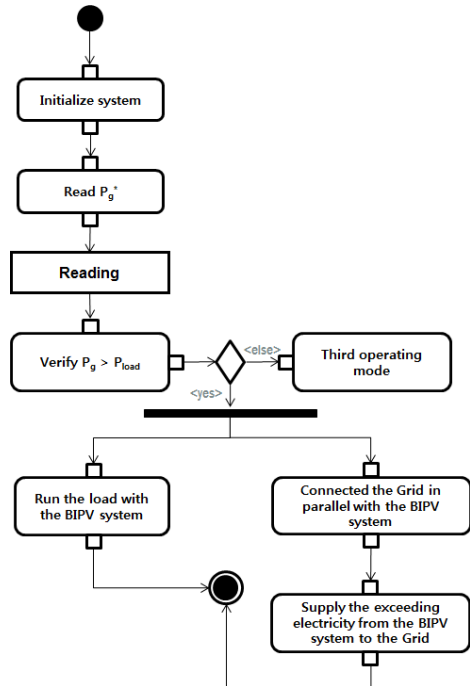 Initialize system
Read Pg*
Reading
Verify Pg > Pload
<else>
Third operating
mode
<yes>
Run the load with
the BIPV system
Connected the Grid in
parallel with the BIPV
system
Supply the exceeding
electricity from the BIPV
system to the Grid